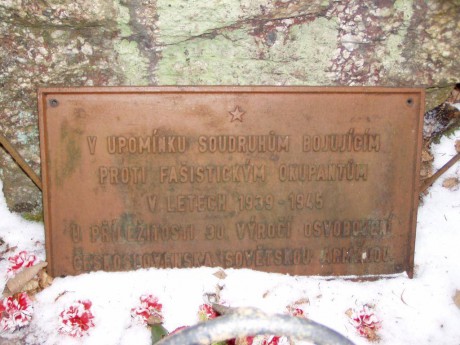 V UPOMÍNKU SOUDRUHŮM BOJUJÍCÍM
PROTI FAŠISTICKÝM OKUPANTŮM
V LETECH 1939-1945
U PŘÍLEŽITOSTI 30. VÝROČÍ OSVOBOZENÍ
ČESKOSLOVENSKA SOVĚTSKOU ARMÁDOU